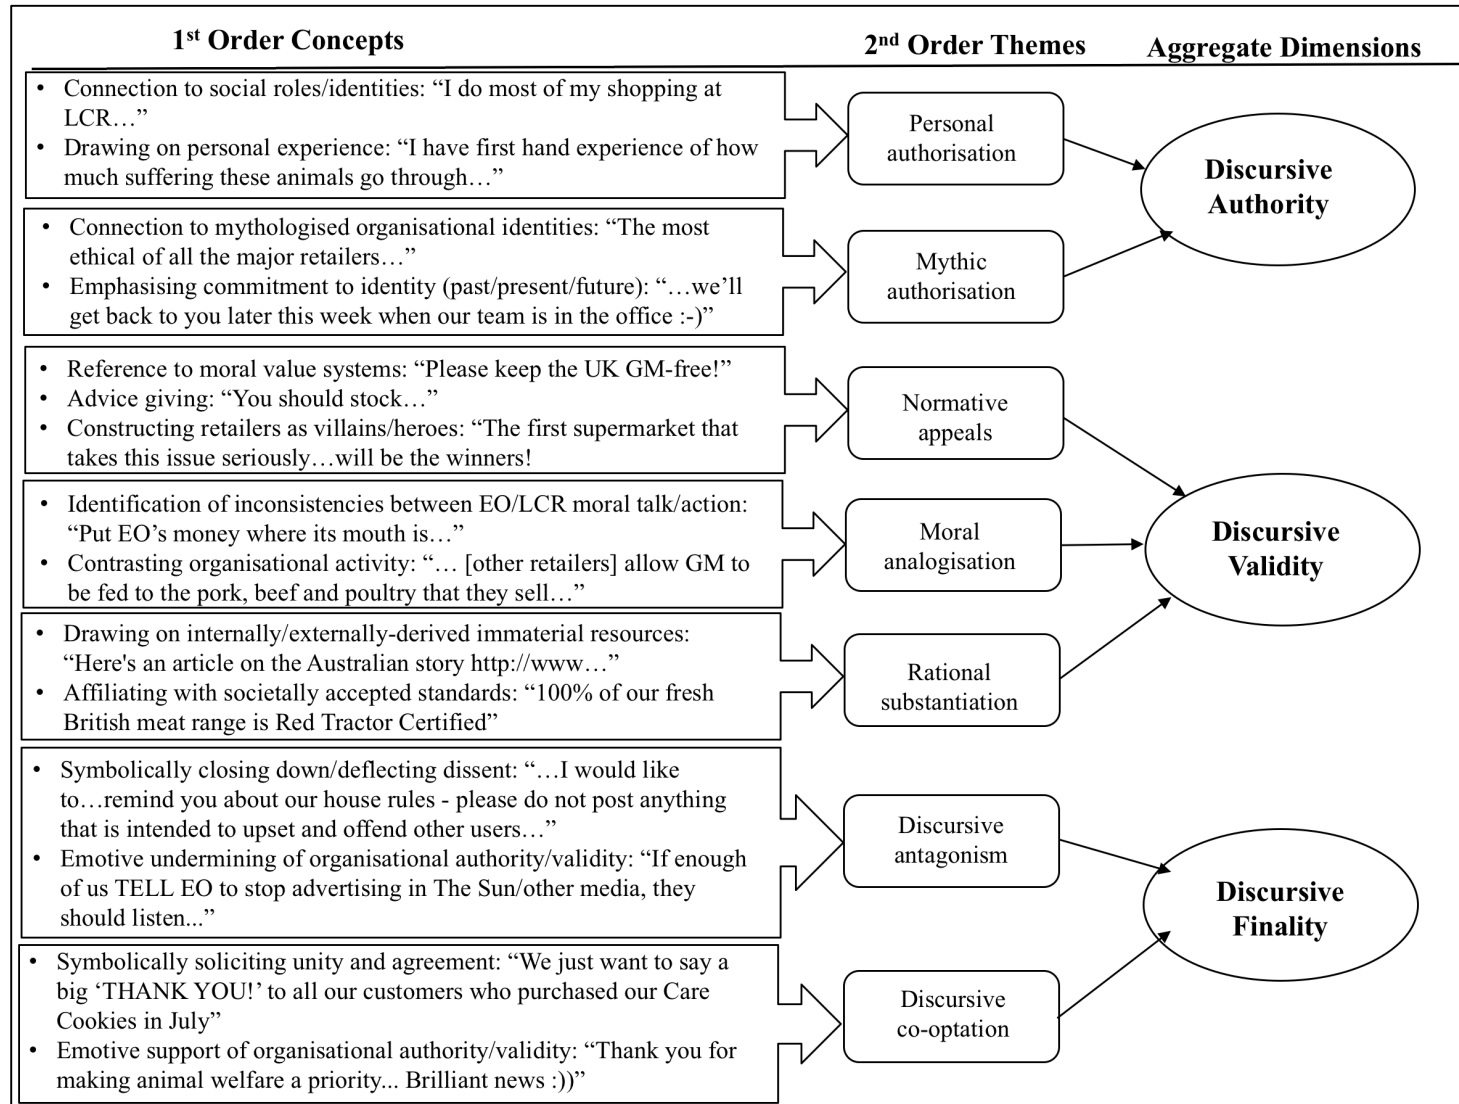 1st Order Concepts
2nd Order Themes
Aggregate Dimensions
• Connection to social roles/identities: “I do most of my shopping at
LCR…”
• Drawing on personal experience: “I have first hand experience of how
much suffering these animals go through…”
Personal
authorisation
Discursive
Authority
• Connection to mythologised organisational identities: “The most
ethical of all the major retailers…”
• Emphasising commitment to identity (past/present/future): “…we’ll
get back to you later this week when our team is in the office :-)”
Mythic
authorisation
• Reference to moral value systems: “Please keep the UK GM-free!”
• Advice giving: “You should stock…”
• Constructing retailers as villains/heroes: “The first supermarket that
takes this issue seriously…will be the winners!
Normative
appeals
• Identification of inconsistencies between EO/LCR moral talk/action:
“Put EO’s money where its mouth is…”
• Contrasting organisational activity: “… [other retailers] allow GM to
be fed to the pork, beef and poultry that they sell…”
Moral
analogisation
Discursive
Validity
• Drawing on internally/externally-derived immaterial resources:
“Here's an article on the Australian story http://www…”
• Affiliating with societally accepted standards: “100% of our fresh
British meat range is Red Tractor Certified”
Rational
substantiation
• Symbolically closing down/deflecting dissent: “…I would like
to…remind you about our house rules - please do not post anything
that is intended to upset and offend other users…”
• Emotive undermining of organisational authority/validity: “If enough
of us TELL EO to stop advertising in The Sun/other media, they
should listen...”
Discursive
antagonism
Discursive
Finality
• Symbolically soliciting unity and agreement: “We just want to say a
big ‘THANK YOU!’ to all our customers who purchased our Care
Cookies in July”
• Emotive support of organisational authority/validity: “Thank you for
making animal welfare a priority... Brilliant news :))”
Discursive
co-optation